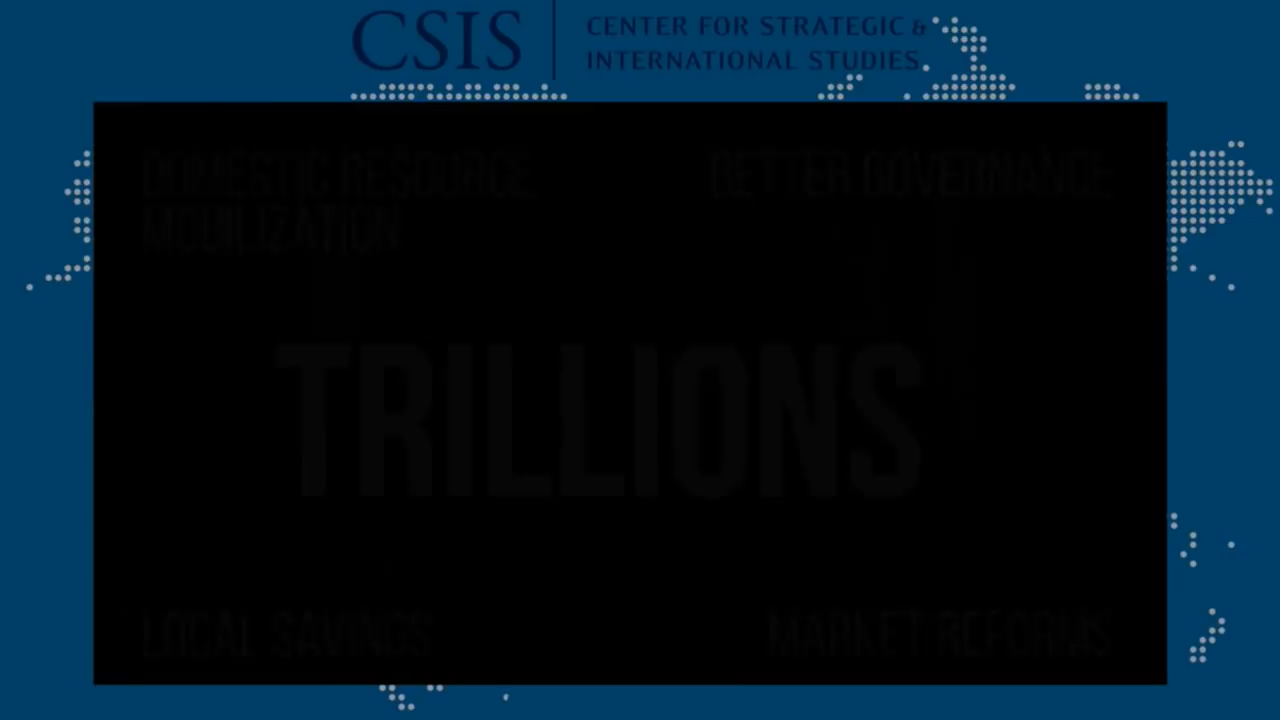 CSIS
CENTER FOR STRATEGIC &
INTERNATIONAL STUDIES
DOMESTIC RESOURCE
MOBILIZATION
BETTER GOVERNANCE
TRILLIONS
LOCAL SAVINGS
MARKET REFORMS